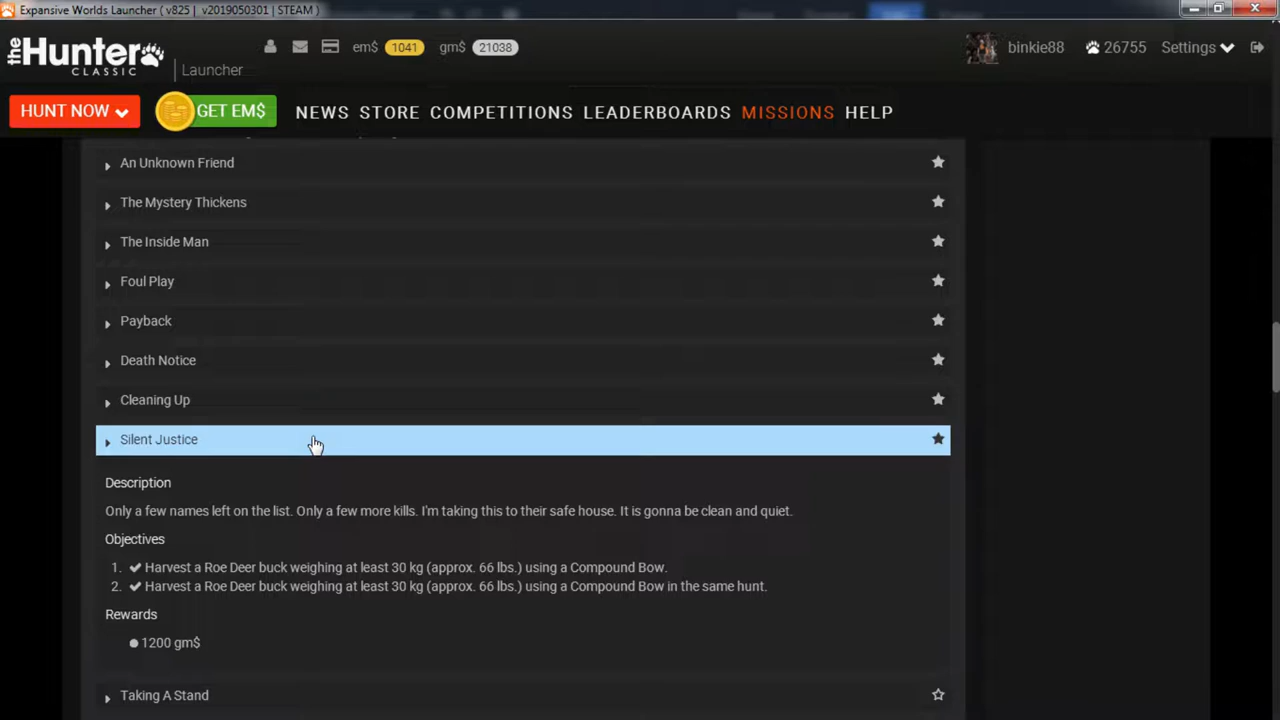 Expansive Worlds Launcher ( v825 | v2019050301 | STEAM )
theHunter CLASSIC
Launcher
em$ 1041 gm$ 21038
binkie88 26755 Settings
HUNT NOW GET EM$ NEWS STORE COMPETITIONS LEADERBOARDS MISSIONS HELP
An Unknown Friend
The Mystery Thickens
The Inside Man
Foul Play
Payback
Death Notice
Cleaning Up
Silent Justice
Description
Only a few names left on the list. Only a few more kills. I'm taking this to their safe house. It is gonna be clean and quiet.
Objectives
1. Harvest a Roe Deer buck weighing at least 30 kg (approx. 66 lbs.) using a Compound Bow.
2. Harvest a Roe Deer buck weighing at least 30 kg (approx. 66 lbs.) using a Compound Bow in the same hunt.
Rewards
1200 gm$
Taking A Stand